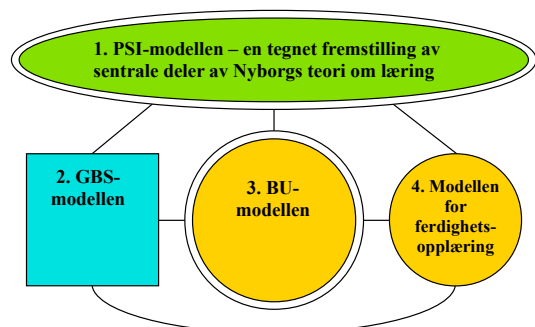 1. PSI-modellen – en tegnet fremstilling av
sentrale deler av Nyborgs teori om læring
2. GBS-
modellen
3. BU-
modellen
4. Modellen
for
ferdighets-
opplæring